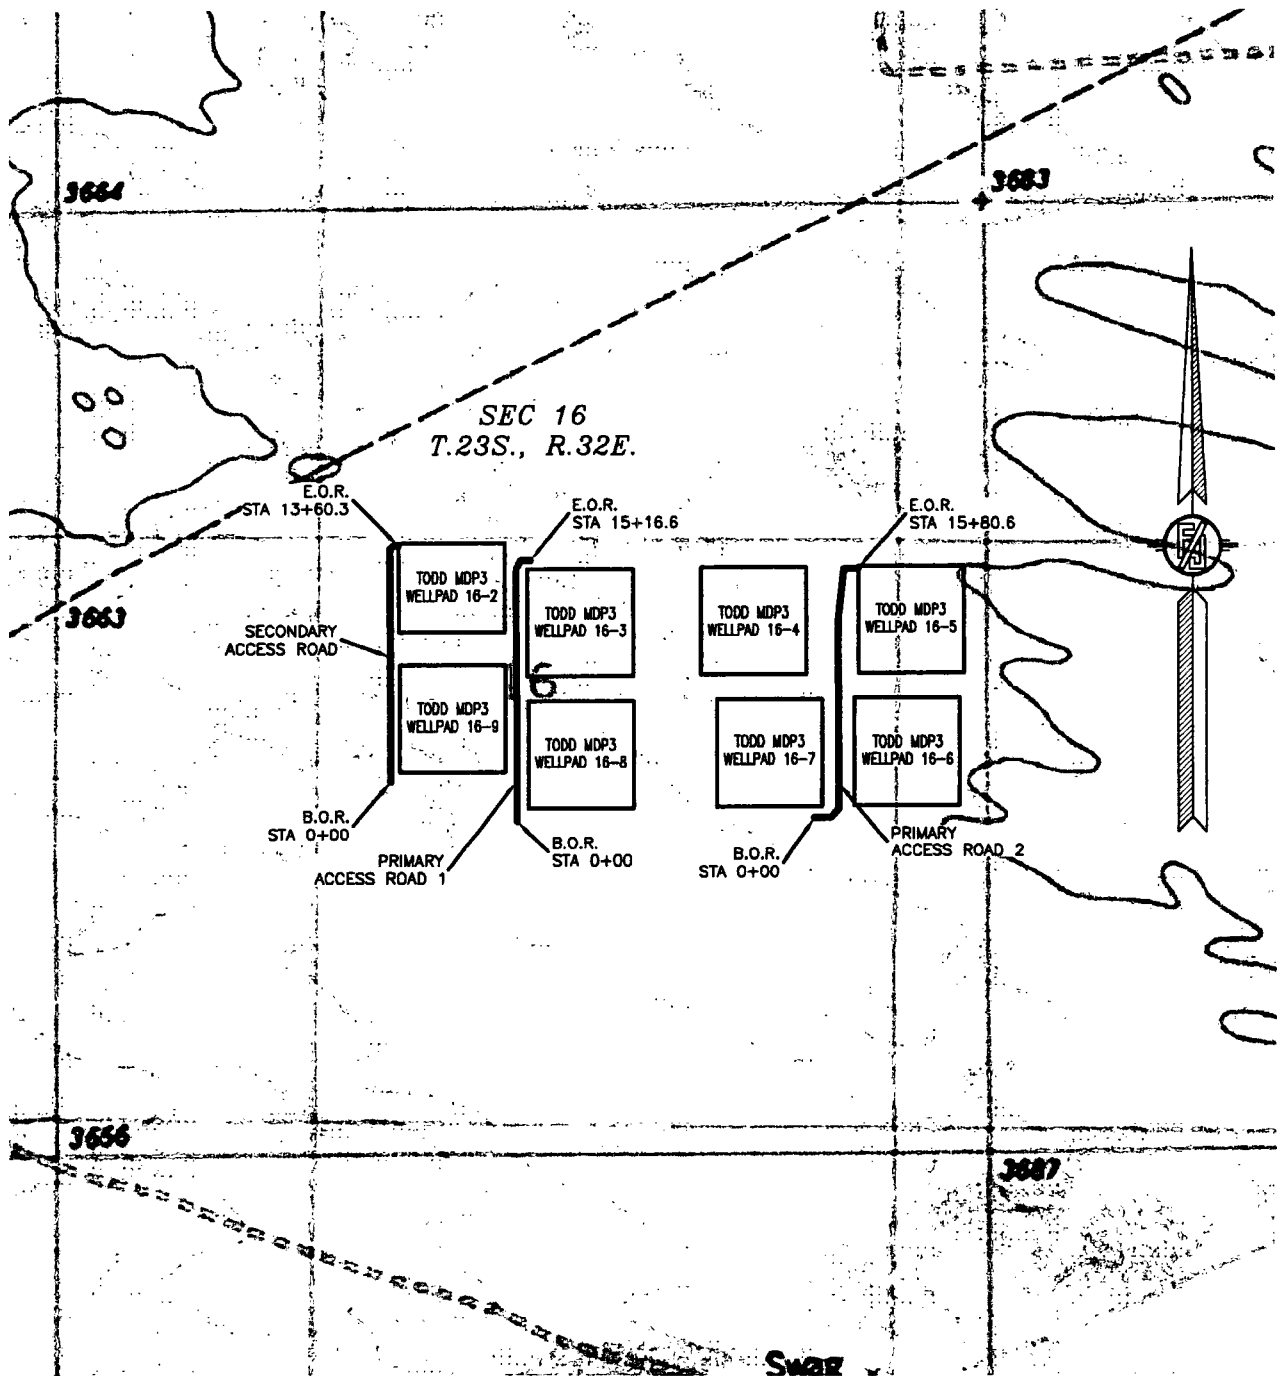 3664
3683
SEC 16
T.23S., R.32E.
E.O.R.
STA 13+60.3
E.O.R.
STA 15+16.6
E.O.R.
STA 15+80.6
TODD MDP3
WELLPAD 16-2
TODD MDP3
WELLPAD 16-3
TODD MDP3
WELLPAD 16-4
TODD MDP3
WELLPAD 16-5
3663
SECONDARY
ACCESS ROAD
TODD MDP3
WELLPAD 16-9
TODD MDP3
WELLPAD 16-8
TODD MDP3
WELLPAD 16-7
TODD MDP3
WELLPAD 16-6
B.O.R.
STA 0+00
PRIMARY
ACCESS ROAD 1
B.O.R.
STA 0+00
B.O.R.
STA 0+00
PRIMARY
ACCESS ROAD 2
3656
3687